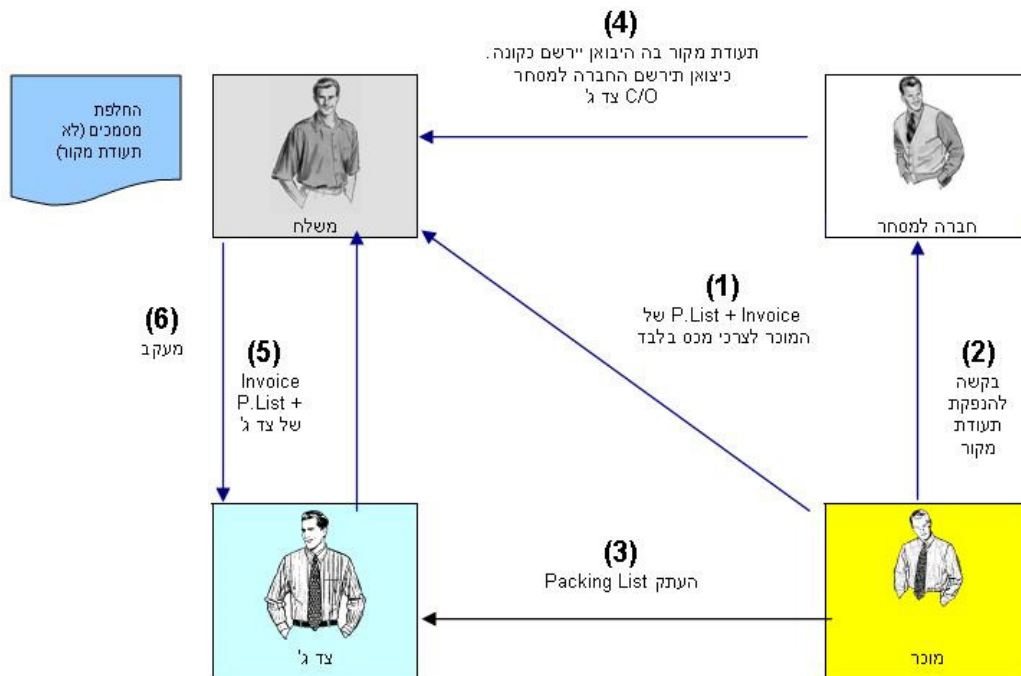 (4)
תעודת מקור בה היבואן יירשם כקונה.
כיצואן תירשם החברה למסחר
C/O צד ג'
החלפת
מסמכים (לא
תעודת מקור)
משלח
חברה למסחר
(1)
P.List + Invoice של
המוכר לצרכי מכס בלבד
(2)
בקשה
להנפקת
תעודת
מקור
(6)
מעקב
(5)
Invoice
P.List +
של צד ג'
(3)
העתק Packing List
צד ג'
מוכר